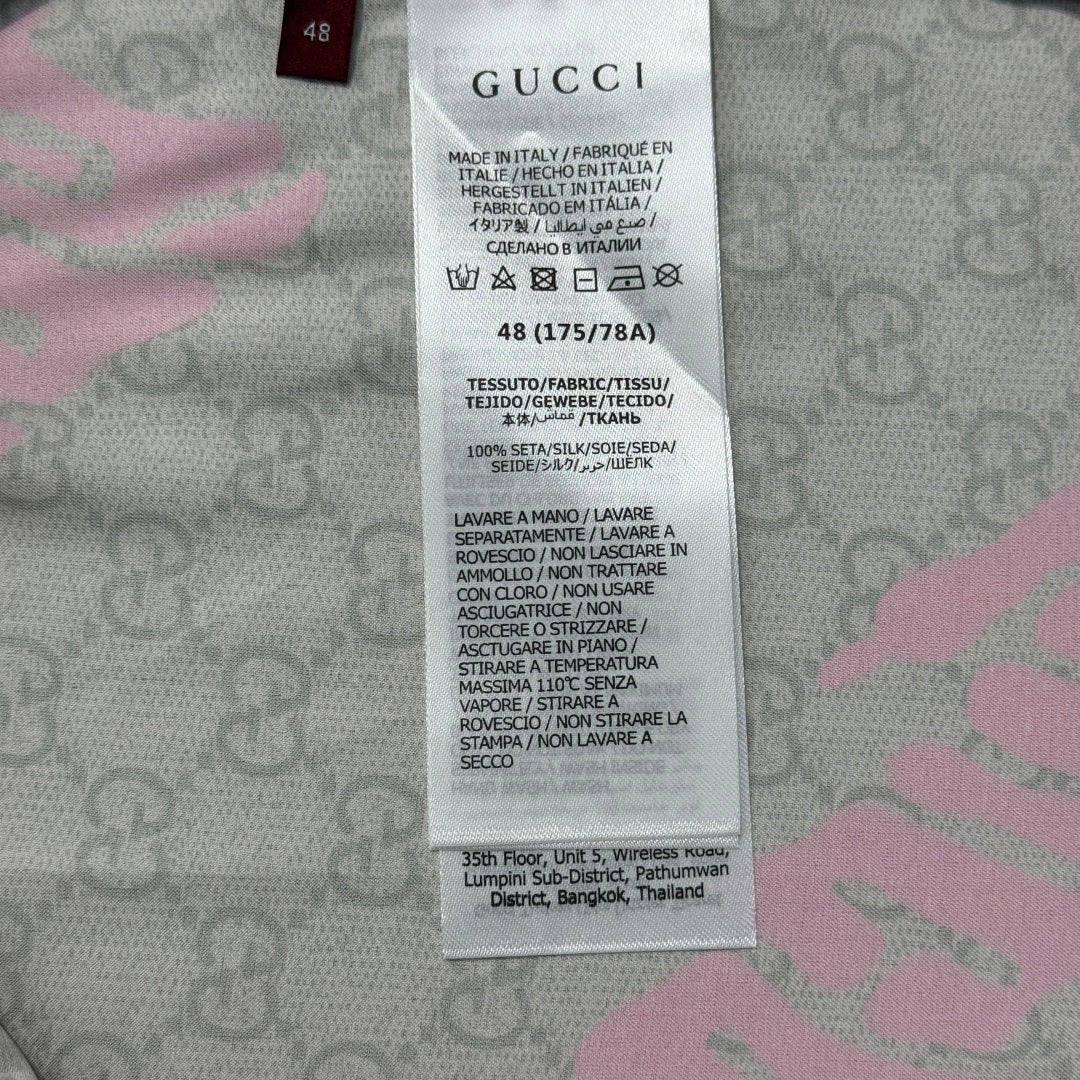 48
GUCCI
MADE IN ITALY / FABRIQUÉ EN
ITALIE / HECHO EN ITALIA /
HERGESTELLT IN ITALIEN /
FABRICADO EM ITÁLIA /
イタリア製 / صنع في ايطاليا /
СДЕЛАНО В ИТАЛИИ
48 (175/78A)
TESSUTO/FABRIC/TISSU/
TEJIDO/GEWEBE/TECIDO/
本体/قماش/ТКАНЬ
100% SETA/SILK/SOIE/SEDA/
SEIDE/シルク/حرير/ШЁЛК
LAVARE A MANO / LAVARE
SEPARATAMENTE / LAVARE A
ROVESCIO / NON LASCIARE IN
AMMOLLO / NON TRATTARE
CON CLORO / NON USARE
ASCIUGATRICE / NON
TORCERE O STRIZZARE /
ASCTUGARE IN PIANO /
STIRARE A TEMPERATURA
MASSIMA 110℃ SENZA
VAPORE / STIRARE A
ROVESCIO / NON STIRARE LA
STAMPA / NON LAVARE A
SECCO
35th Floor, Unit 5, Wireless Road,
Lumpini Sub-District, Pathumwan
District, Bangkok, Thailand